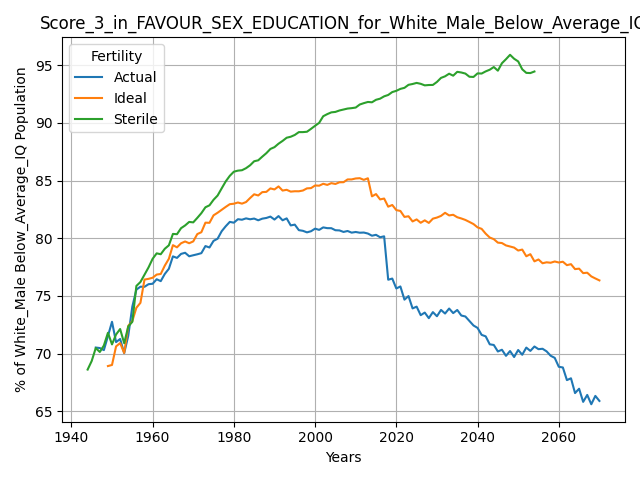 Score_3_in_FAVOUR_SEX_EDUCATION_for_White_Male_Below_Average_IQ
Fertility
Actual
Ideal
Sterile
% of White_Male Below_Average_IQ Population
95
90
85
80
75
70
65
1940
1960
1980
2000
2020
2040
2060
Years